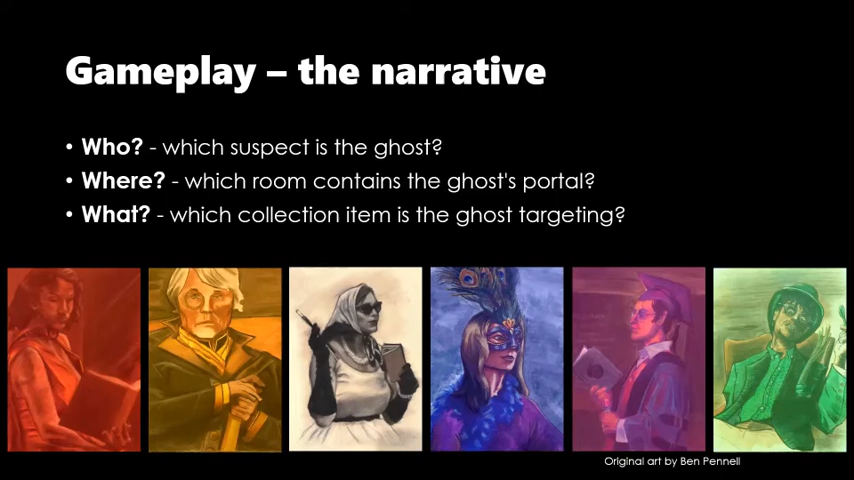 Gameplay – the narrative
• Who? - which suspect is the ghost?
• Where? - which room contains the ghost's portal?
• What? - which collection item is the ghost targeting?
Original art by Ben Pennell